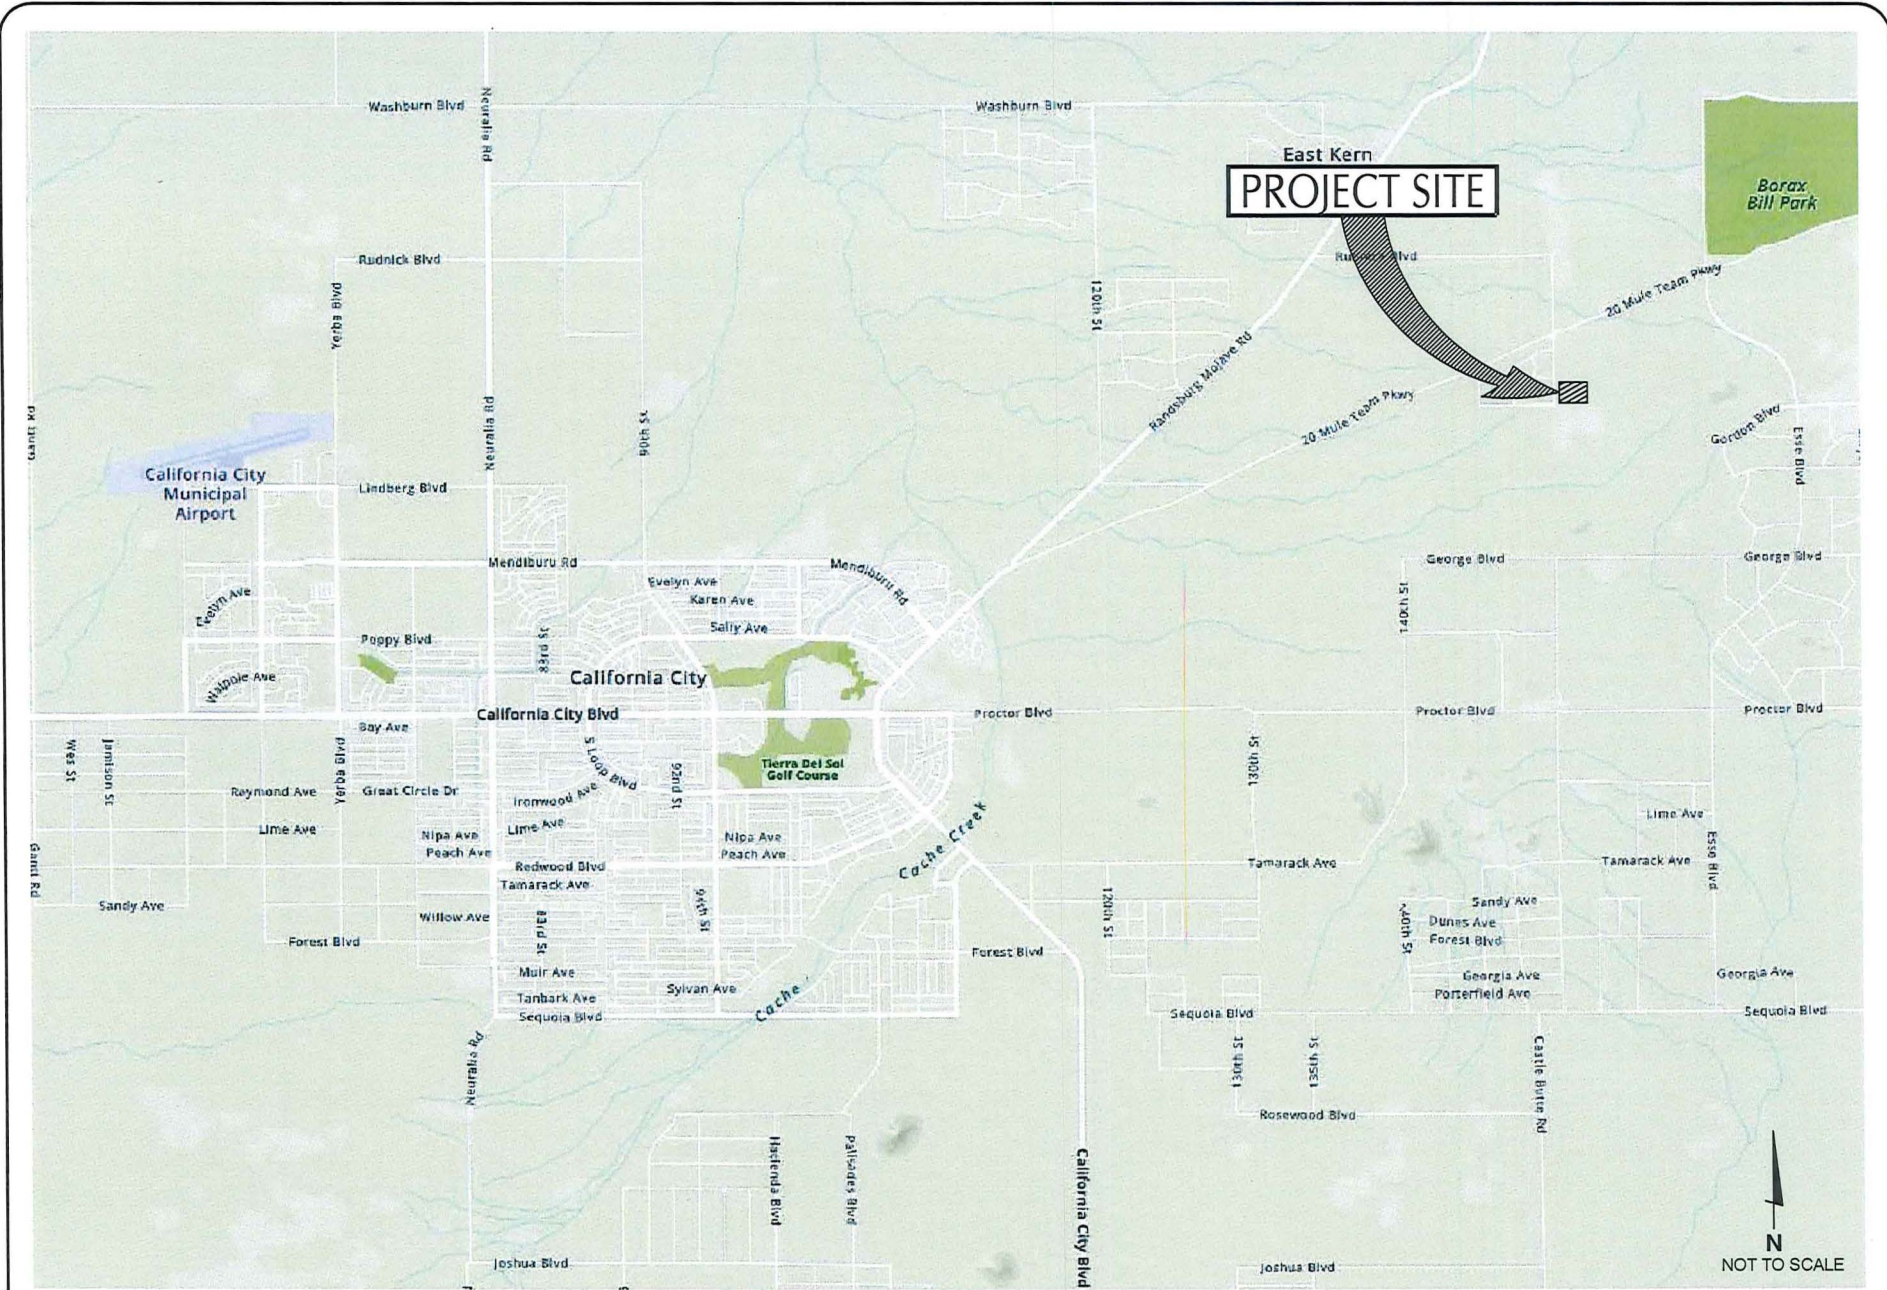 Washburn Blvd
Neuralia Rd
Washburn Blvd
East Kern
PROJECT SITE
Borax
Bill Park
Rudnick Blvd
20 Mule Team Pkwy
Yerba Blvd
120th St
Randsburg Mojave Rd
20 Mule Team Pkwy
Neuralia Rd
90th St
Gantt Rd
Gordon Blvd
Esse Blvd
California City
Municipal
Airport
Lindberg Blvd
Mendiburu Rd
Mendiburu Rd
George Blvd
George Blvd
Evelyn Ave
Evelyn Ave
Karen Ave
Sally Ave
140th St
Poppy Blvd
83rd St
California City
Walpole Ave
California City Blvd
Bay Ave
Proctor Blvd
Proctor Blvd
Proctor Blvd
Wes St
Jamison St
Yerba Blvd
S Loop Blvd
92nd St
Tierra Del Sol
Golf Course
130th St
Raymond Ave
Great Circle Dr
Ironwood Ave
Lime Ave
Lime Ave
Lime Ave
Nipa Ave
Peach Ave
Nipa Ave
Peach Ave
Cache Creek
Esse Blvd
Gantt Rd
Redwood Blvd
Tamarack Ave
Tamarack Ave
Tamarack Ave
Sandy Ave
Willow Ave
83rd St
120th St
Sandy Ave
Dunes Ave
Forest Blvd
140th St
Forest Blvd
Forest Blvd
Muir Ave
Tanbark Ave
Sequoia Blvd
Sylvan Ave
Cache
Georgia Ave
Porterfield Ave
Georgia Ave
Sequoia Blvd
Sequoia Blvd
Neuralia Rd
130th St
135th St
Castle Butte Rd
Rosewood Blvd
Hacienda Blvd
Palisades Blvd
California City Blvd
Joshua Blvd
Joshua Blvd
N
NOT TO SCALE